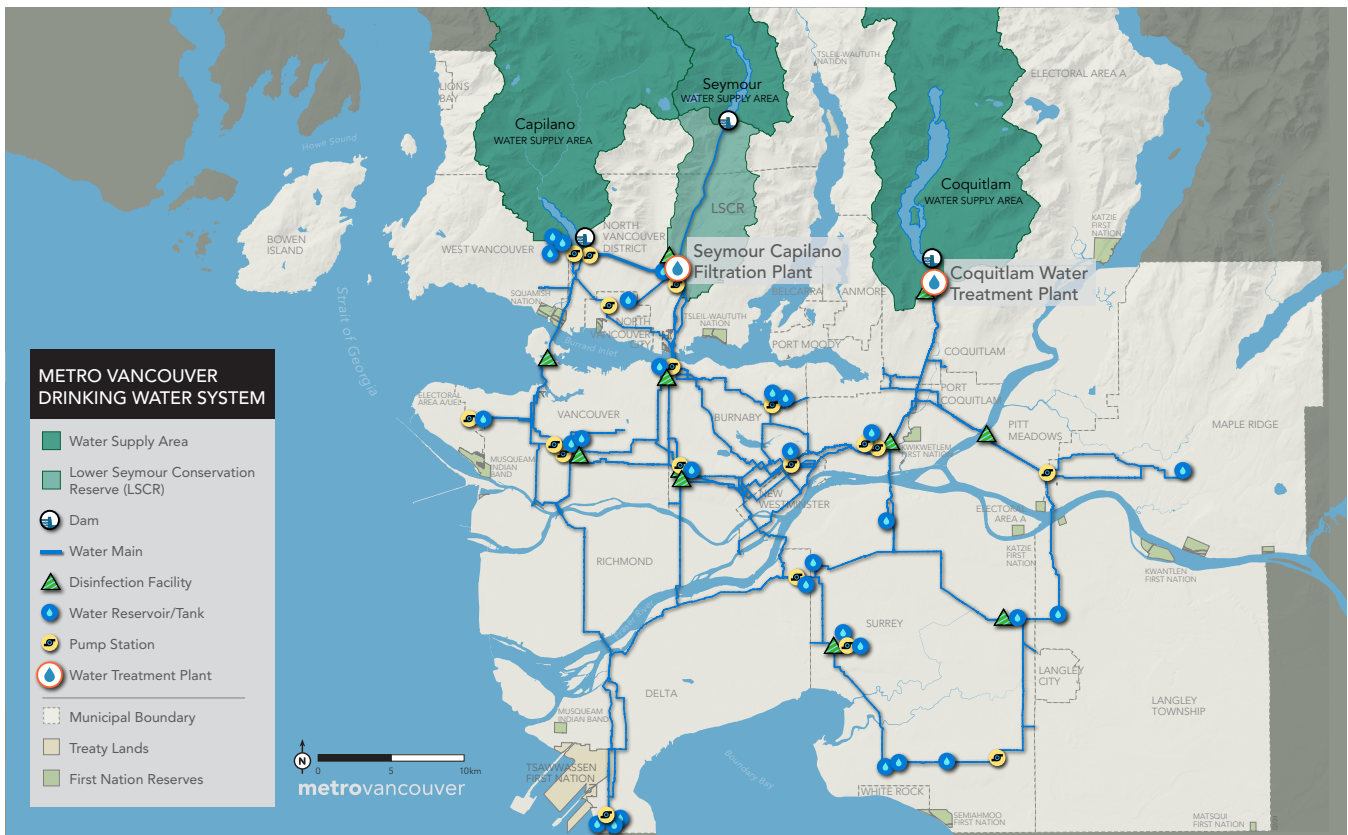 TSLEIL-WAUTUTH
NATION
ELECTORAL AREA A
LIONS
BAY
Seymour
WATER SUPPLY AREA
Capilano
WATER SUPPLY AREA
Howe Sound
Coquitlam
WATER SUPPLY AREA
LSCR
KATZIE
FIRST
NATION
BOWEN
ISLAND
WEST VANCOUVER
NORTH
VANCOUVER
DISTRICT
Seymour Capilano
Filtration Plant
Coquitlam Water
Treatment Plant
BELCARRA
ANMORE
SQUAMISH
NATION
NORTH
VANCOUVER
CITY
TSLEIL-WAUTUTH
NATION
Strait of Georgia
Burrard Inlet
PORT MOODY
COQUITLAM
PORT
COQUITLAM
METRO VANCOUVER
DRINKING WATER SYSTEM
Water Supply Area
Lower Seymour Conservation
Reserve (LSCR)
Dam
Water Main
Disinfection Facility
Water Reservoir/Tank
Pump Station
Water Treatment Plant
Municipal Boundary
Treaty Lands
First Nation Reserves
ELECTORAL
AREA A/UEL
VANCOUVER
BURNABY
PITT
MEADOWS
MAPLE RIDGE
MUSQUEAM
INDIAN
BAND
KWIKWETLEM
FIRST NATION
NEW
WESTMINSTER
ELECTORAL
AREA A
KATZIE
FIRST
NATION
KWANTLEN
FIRST NATION
RICHMOND
Fraser River
SURREY
LANGLEY
CITY
LANGLEY
TOWNSHIP
DELTA
MUSQUEAM
INDIAN BAND
N
0 5 10km
metrovancouver
TSAWWASSEN
FIRST NATION
Boundary Bay
WHITE ROCK
SEMIAHMOO
FIRST NATION
MATSQUI
FIRST NATION